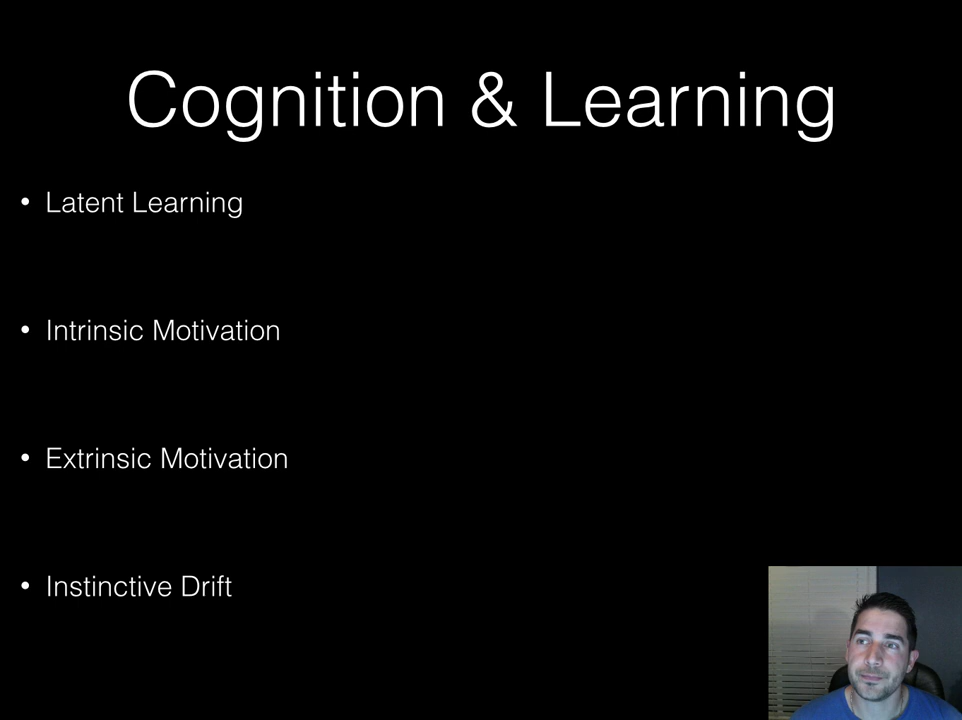 Cognition & Learning
• Latent Learning
• Intrinsic Motivation
• Extrinsic Motivation
• Instinctive Drift